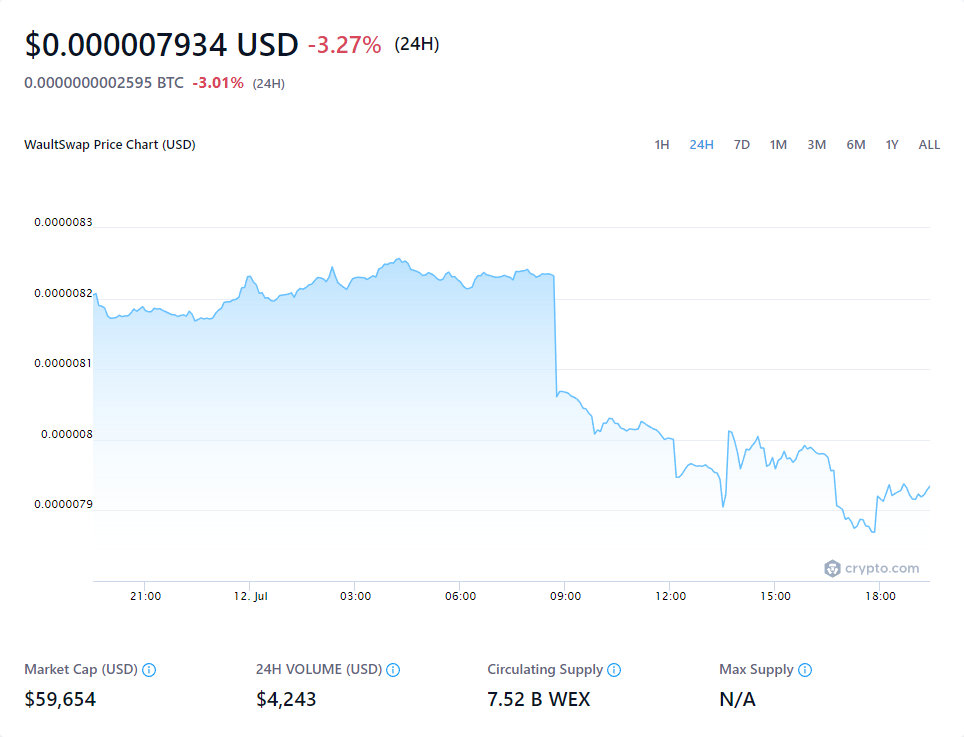 $0.000007934 USD -3.27% (24H)
0.0000000002595 BTC -3.01% (24H)
WaultSwap Price Chart (USD)
1H 24H 7D 1M 3M 6M 1Y ALL
0.0000083
0.0000082
0.0000081
0.000008
0.0000079
crypto.com
21:00 12. Jul 03:00 06:00 09:00 12:00 15:00 18:00
Market Cap (USD) 24H VOLUME (USD) Circulating Supply Max Supply
$59,654 $4,243 7.52 B WEX N/A